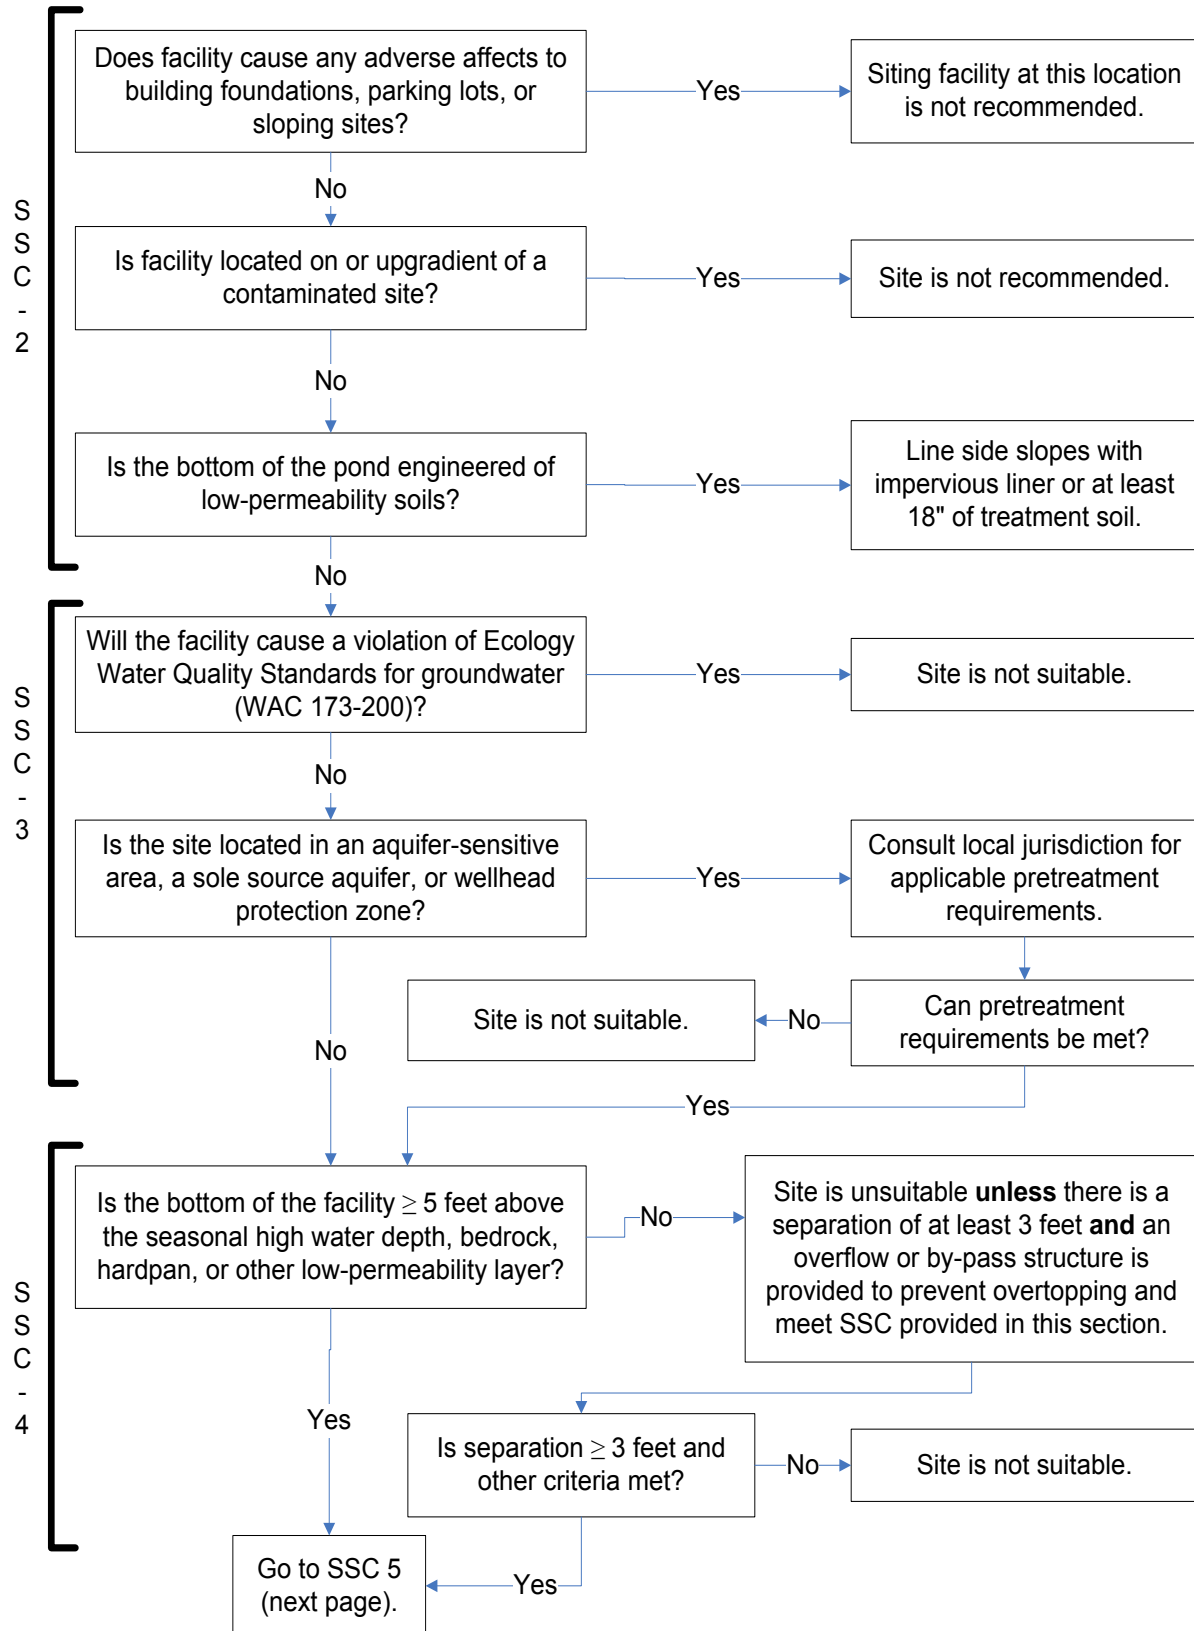 Does facility cause any adverse affects to
building foundations, parking lots, or
sloping sites?
Yes
Siting facility at this location
is not recommended.
No
S
S
C
-
2
Is facility located on or upgradient of a
contaminated site?
Yes
Site is not recommended.
No
Is the bottom of the pond engineered of
low-permeability soils?
Yes
Line side slopes with
impervious liner or at least
18" of treatment soil.
No
Will the facility cause a violation of Ecology
Water Quality Standards for groundwater
(WAC 173-200)?
Yes
Site is not suitable.
S
S
C
-
3
No
Is the site located in an aquifer-sensitive
area, a sole source aquifer, or wellhead
protection zone?
Yes
Consult local jurisdiction for
applicable pretreatment
requirements.
Can pretreatment
requirements be met?
No
Site is not suitable.
No
Yes
Is the bottom of the facility ≥ 5 feet above
the seasonal high water depth, bedrock,
hardpan, or other low-permeability layer?
No
Site is unsuitable unless there is a
separation of at least 3 feet and an
overflow or by-pass structure is
provided to prevent overtopping and
meet SSC provided in this section.
S
S
C
-
4
Yes
Is separation ≥ 3 feet and
other criteria met?
No
Site is not suitable.
Yes
Go to SSC 5
(next page).